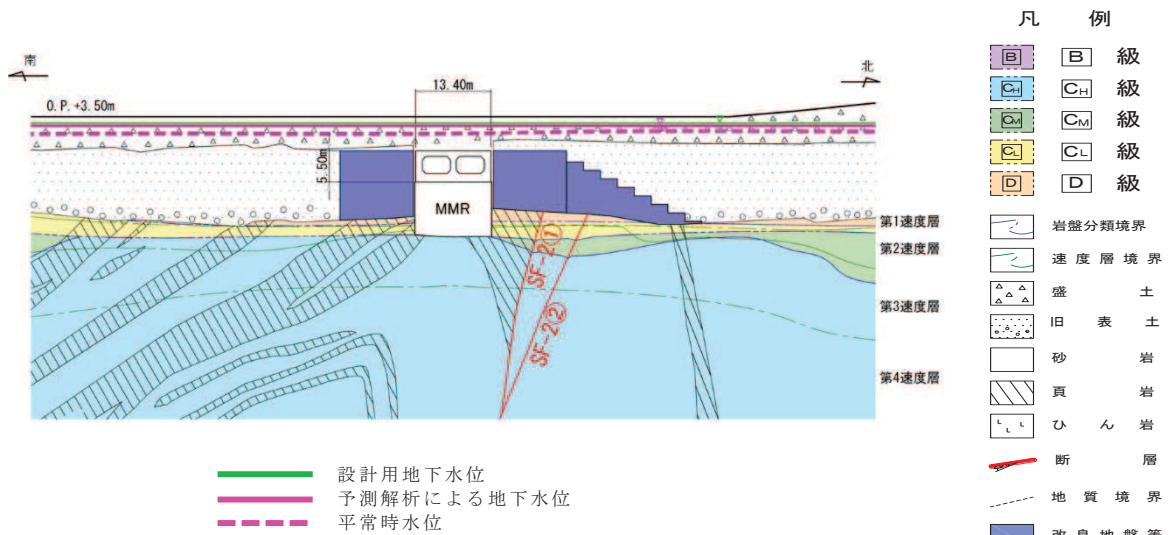 南
北
13.40m
O.P.+3.50m
5.50m
MMR
SF-2①
SF-2②
第1速度層
第2速度層
第3速度層
第4速度層
設計用地下水位
予測解析による地下水位
平常時水位
凡 例
B B 級
CH CH 級
CM CM 級
CL CL 級
D D 級
岩盤分類境界
速度層境界
盛土
旧表土
砂岩
頁岩
ひん岩
断層
地質境界
改良地盤等